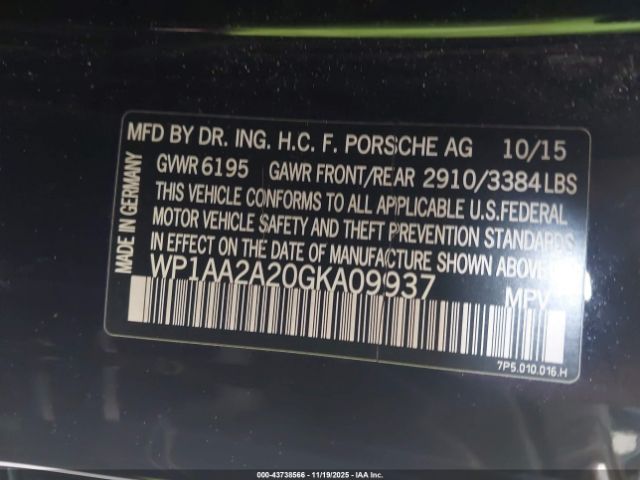 MFD BY DR. ING. H.C. F. PORSCHE AG 10/15
GVWR 6195 GAWR FRONT/REAR 2910/3384 LBS
THIS VEHICLE CONFORMS TO ALL APPLICABLE U.S. FEDERAL
MOTOR VEHICLE SAFETY AND THEFT PREVENTION STANDARDS
IN EFFECT ON THE DATE OF MANUFACTURE SHOWN ABOVE
WP1AA2A20GKA09937 MPV
MADE IN GERMANY
7P5.010.016.H
000-43738566 - 11/19/2025 - IAA Inc.